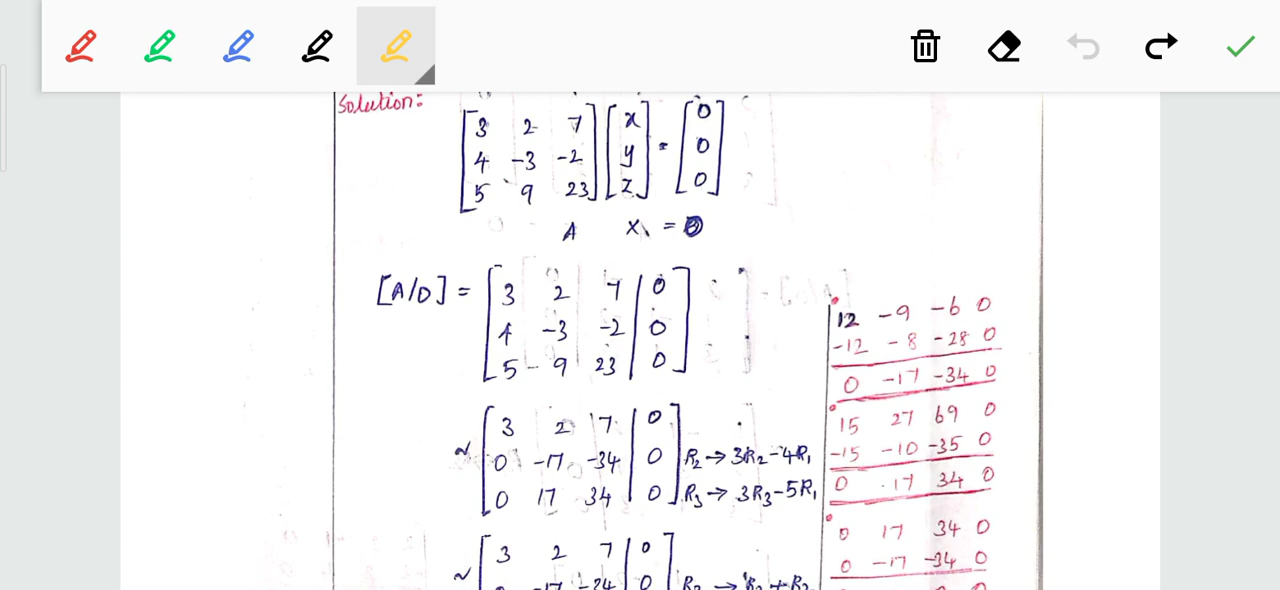 Solution:
[3 2 7] [x] = [0]
[4 -3 -2] [y] [0]
[5 9 23] [z] [0]
A X =
[A/0] = [3 2 7 | 0]
[4 -3 -2 | 0]
[5 9 23 | 0]
~ [3 2 7 | 0]
[0 -17 -34 | 0] R2 → 3R2 - 4R1
[0 17 34 | 0] R3 → 3R3 - 5R1
~ [3 2 7 | 0]
-17 -34 | 0
12 -9 -6 0
-12 -8 -28 0
0 -17 -34 0
15 27 69 0
-15 -10 -35 0
0 17 34 0
0 17 34 0
0 -17 -34 0